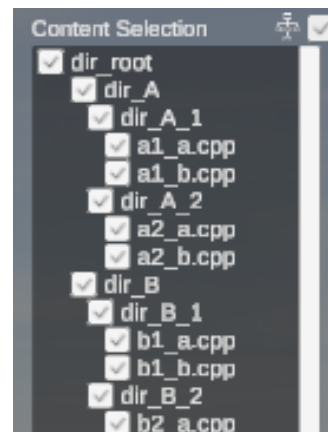 Content Selection
dir_root
dir_A
dir_A_1
a1_a.cpp
a1_b.cpp
dir_A_2
a2_a.cpp
a2_b.cpp
dir_B
dir_B_1
b1_a.cpp
b1_b.cpp
dir_B_2
b2_a.cpp